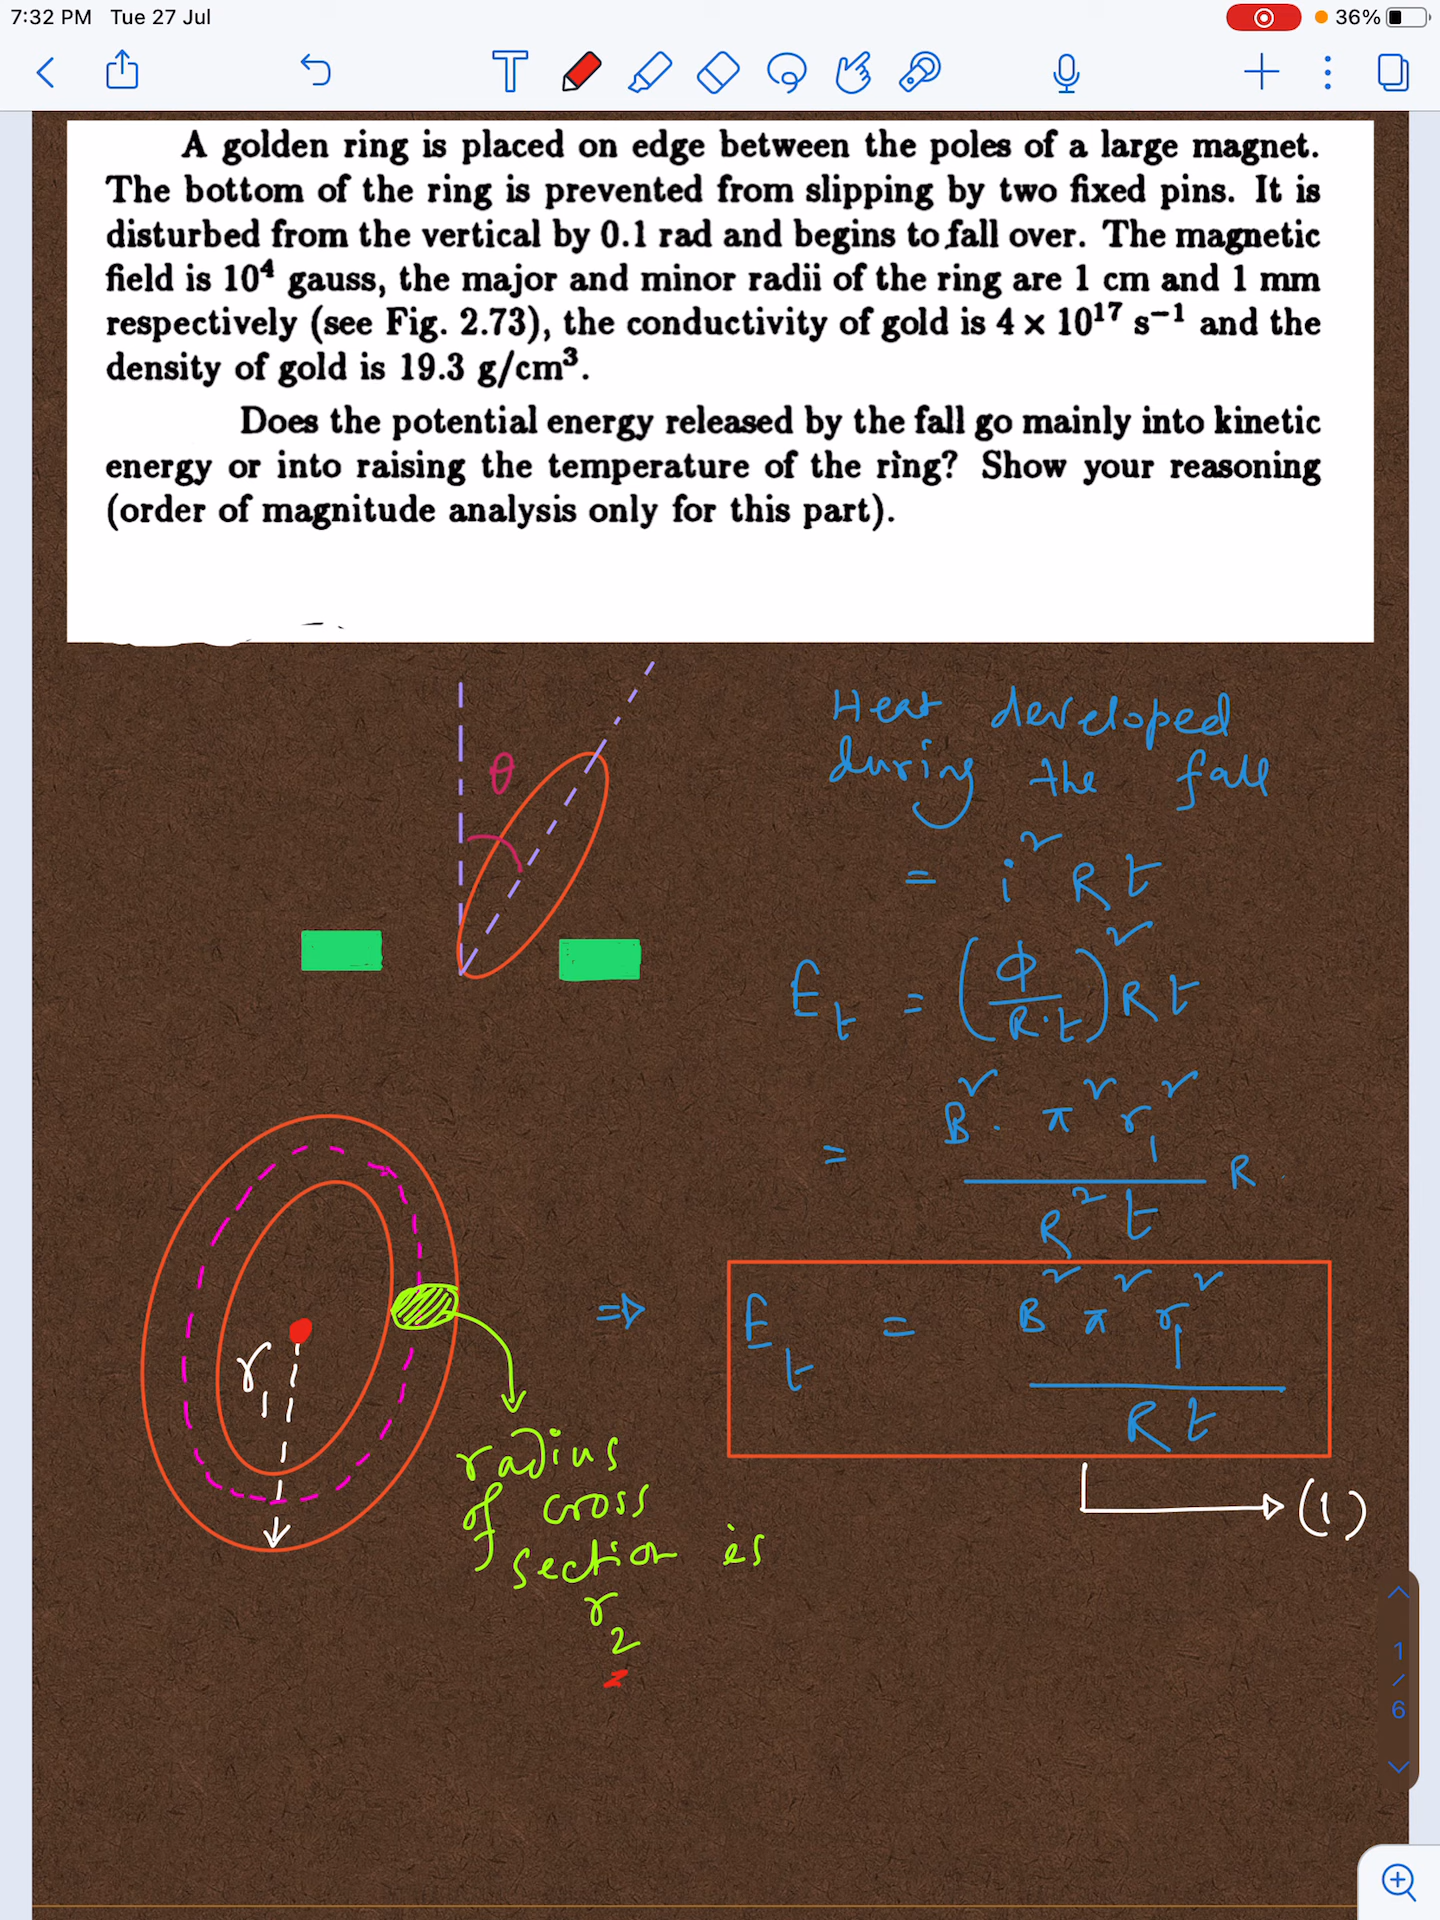 7:32 PM Tue 27 Jul
36%
A golden ring is placed on edge between the poles of a large magnet.
The bottom of the ring is prevented from slipping by two fixed pins. It is
disturbed from the vertical by 0.1 rad and begins to fall over. The magnetic
field is 10⁴ gauss, the major and minor radii of the ring are 1 cm and 1 mm
respectively (see Fig. 2.73), the conductivity of gold is 4 × 10¹⁷ s⁻¹ and the
density of gold is 19.3 g/cm³.
Does the potential energy released by the fall go mainly into kinetic
energy or into raising the temperature of the ring? Show your reasoning
(order of magnitude analysis only for this part).
θ
Heat developed
during the fall
= i² R t
E_t = (ϕ / R·t)² R t
= B² · π² r₁² / R² t R
⇒ E_t = B² π² r₁² / R t
(1)
r₁
radius
of cross
section is
r₂
1
/
6